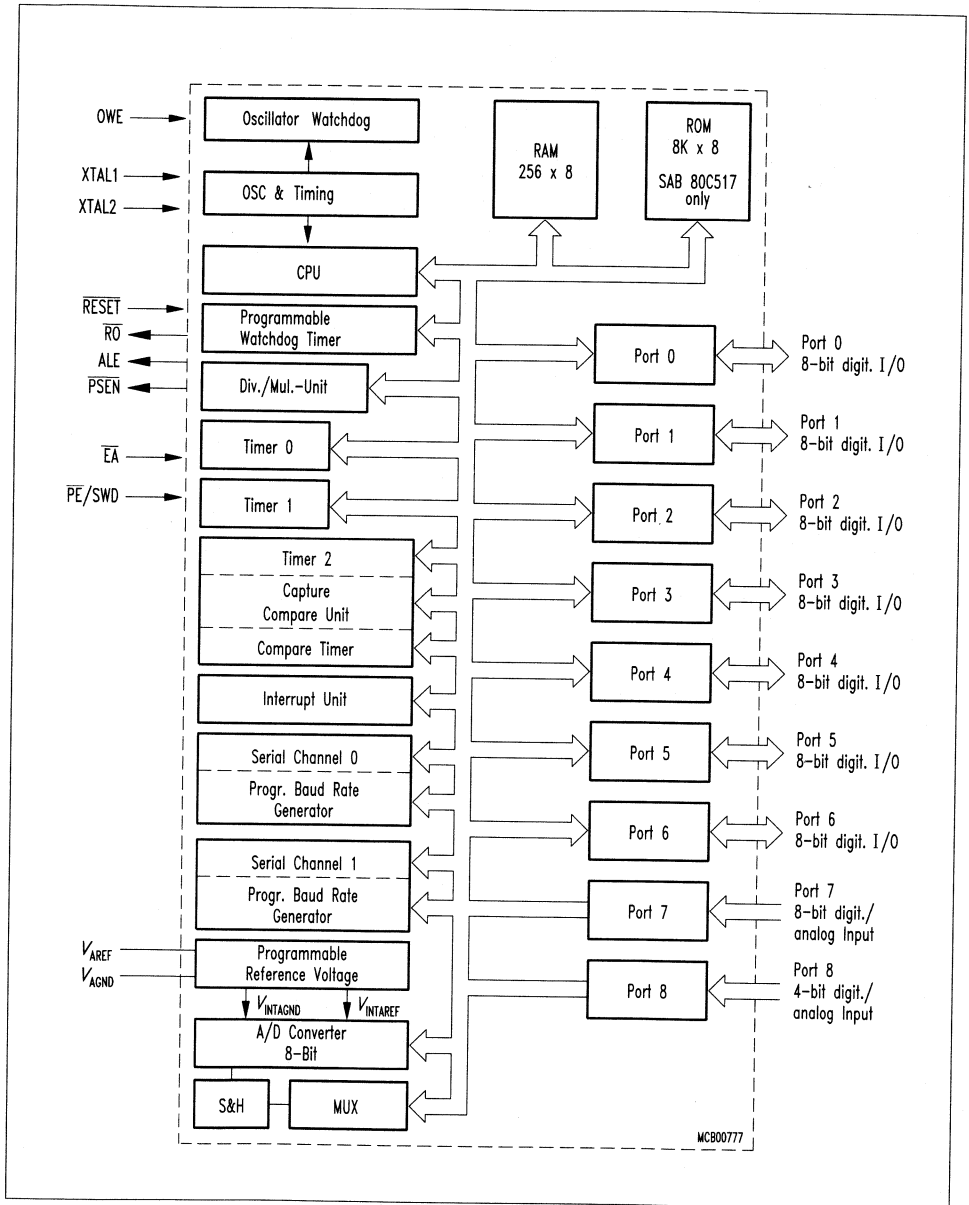 OWE
XTAL1
XTAL2
RESET
RO
ALE
PSEN
EA
PE/SWD
VAREF
VAGND
Oscillator Watchdog
OSC & Timing
CPU
Programmable
Watchdog Timer
Div./Mul.-Unit
Timer 0
Timer 1
Timer 2
Capture
Compare Unit
Compare Timer
Interrupt Unit
Serial Channel 0
Progr. Baud Rate
Generator
Serial Channel 1
Progr. Baud Rate
Generator
Programmable
Reference Voltage
VINTAGND
VINTAREF
A/D Converter
8-Bit
S&H
MUX
RAM
256 x 8
ROM
8K x 8
SAB 80C517
only
Port 0
Port 1
Port 2
Port 3
Port 4
Port 5
Port 6
Port 7
Port 8
Port 0
8-bit digit. I/O
Port 1
8-bit digit. I/O
Port 2
8-bit digit. I/O
Port 3
8-bit digit. I/O
Port 4
8-bit digit. I/O
Port 5
8-bit digit. I/O
Port 6
8-bit digit. I/O
Port 7
8-bit digit./
analog Input
Port 8
4-bit digit./
analog Input
MCB00777